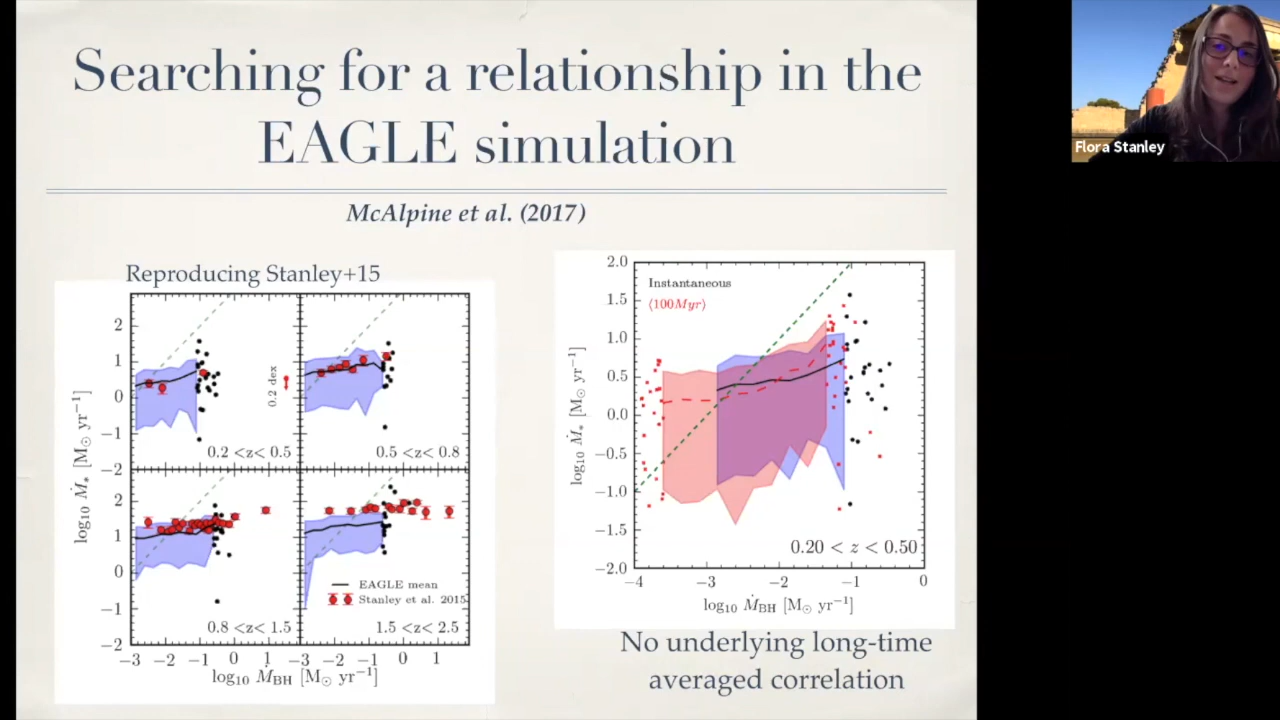 Searching for a relationship in the
EAGLE simulation
McAlpine et al. (2017)
Flora Stanley
Reproducing Stanley+15
log₁₀ Ṁ⁎ [M☉ yr⁻¹]
2
1
0
−1
−2
2
1
0
−1
−2
0.2 dex
0.2 <z< 0.5
0.5 <z< 0.8
0.8 <z< 1.5
1.5 <z< 2.5
EAGLE mean
Stanley et al. 2015
−3 −2 −1 0 1 −3 −2 −1 0 1
log₁₀ Ṁ_BH [M☉ yr⁻¹]
Instantaneous
⟨100Myr⟩
log₁₀ Ṁ⁎ [M☉ yr⁻¹]
2.0
1.5
1.0
0.5
0.0
−0.5
−1.0
−1.5
−2.0
0.20 < z < 0.50
−4 −3 −2 −1 0
log₁₀ Ṁ_BH [M☉ yr⁻¹]
No underlying long-time
averaged correlation